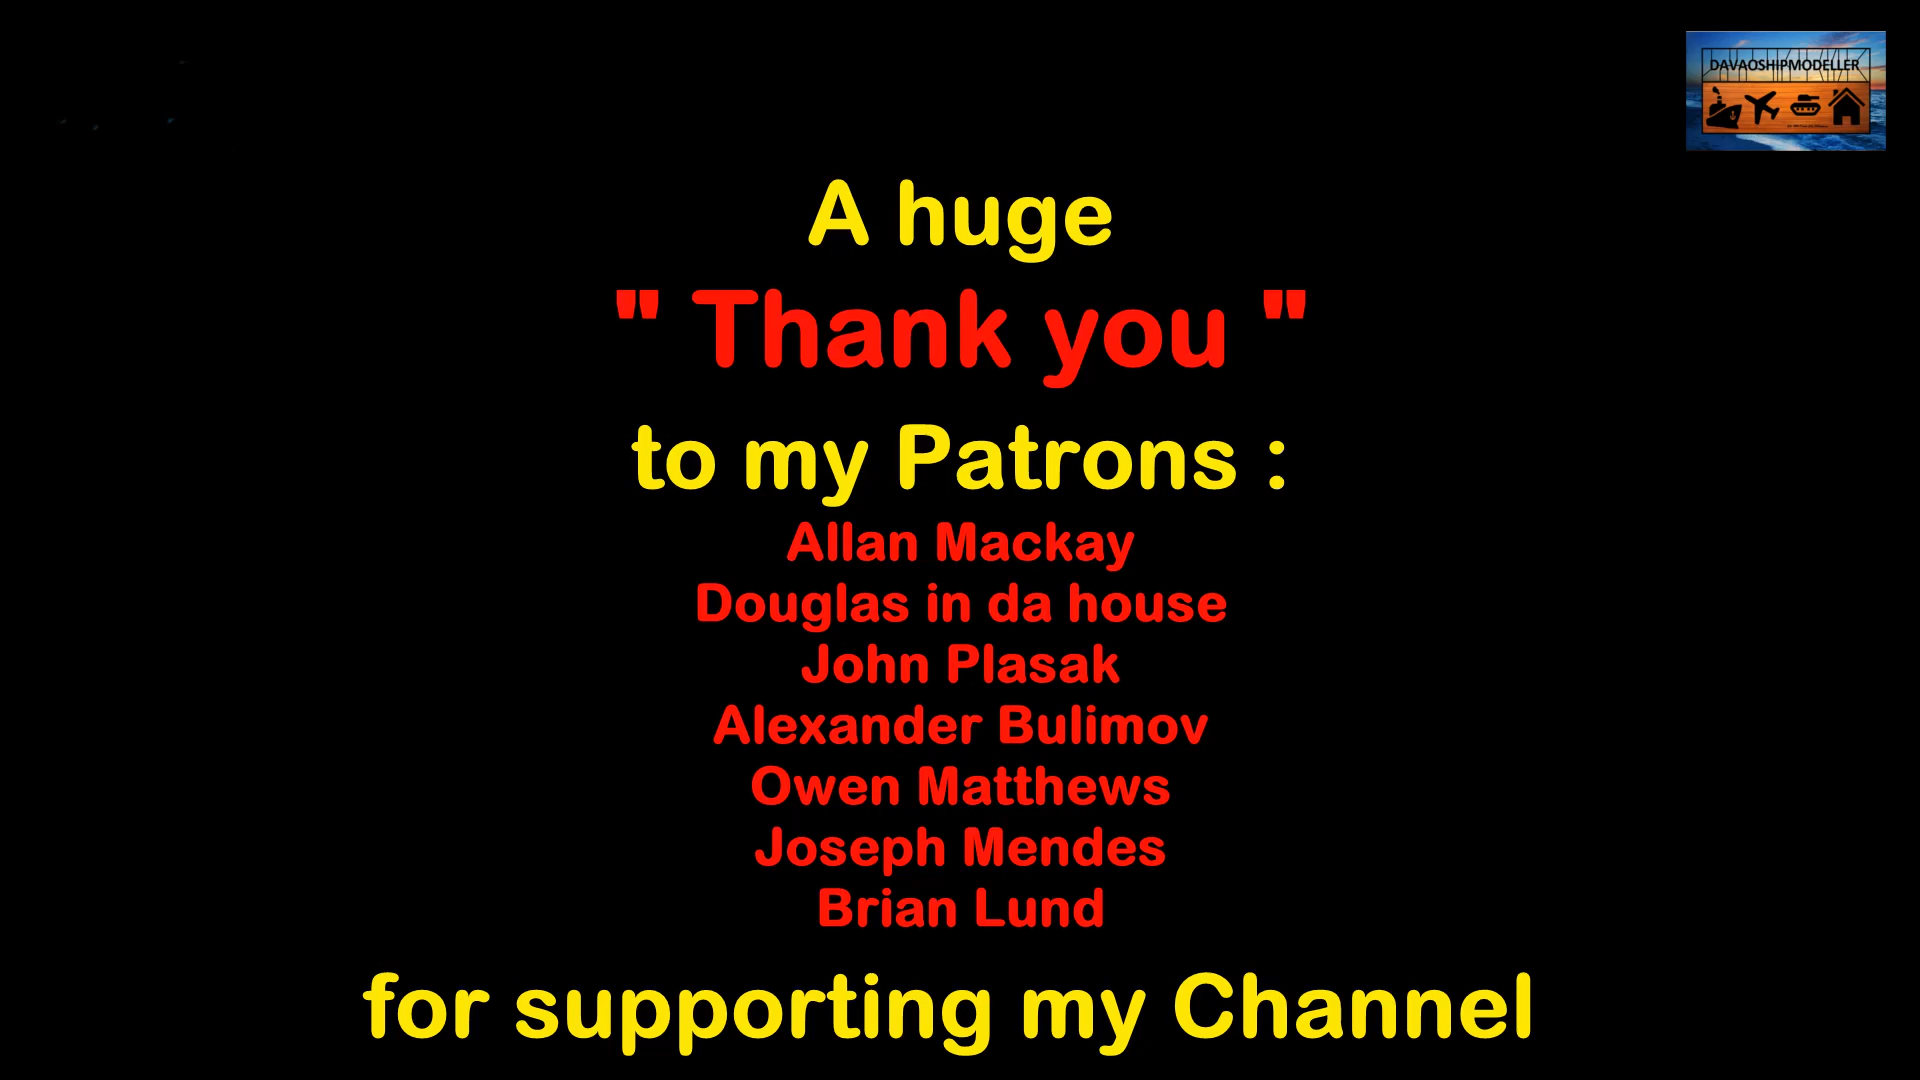 DAVAOSHIPMODELLER
A huge
" Thank you "
to my Patrons :
Allan Mackay
Douglas in da house
John Plasak
Alexander Bulimov
Owen Matthews
Joseph Mendes
Brian Lund
for supporting my Channel